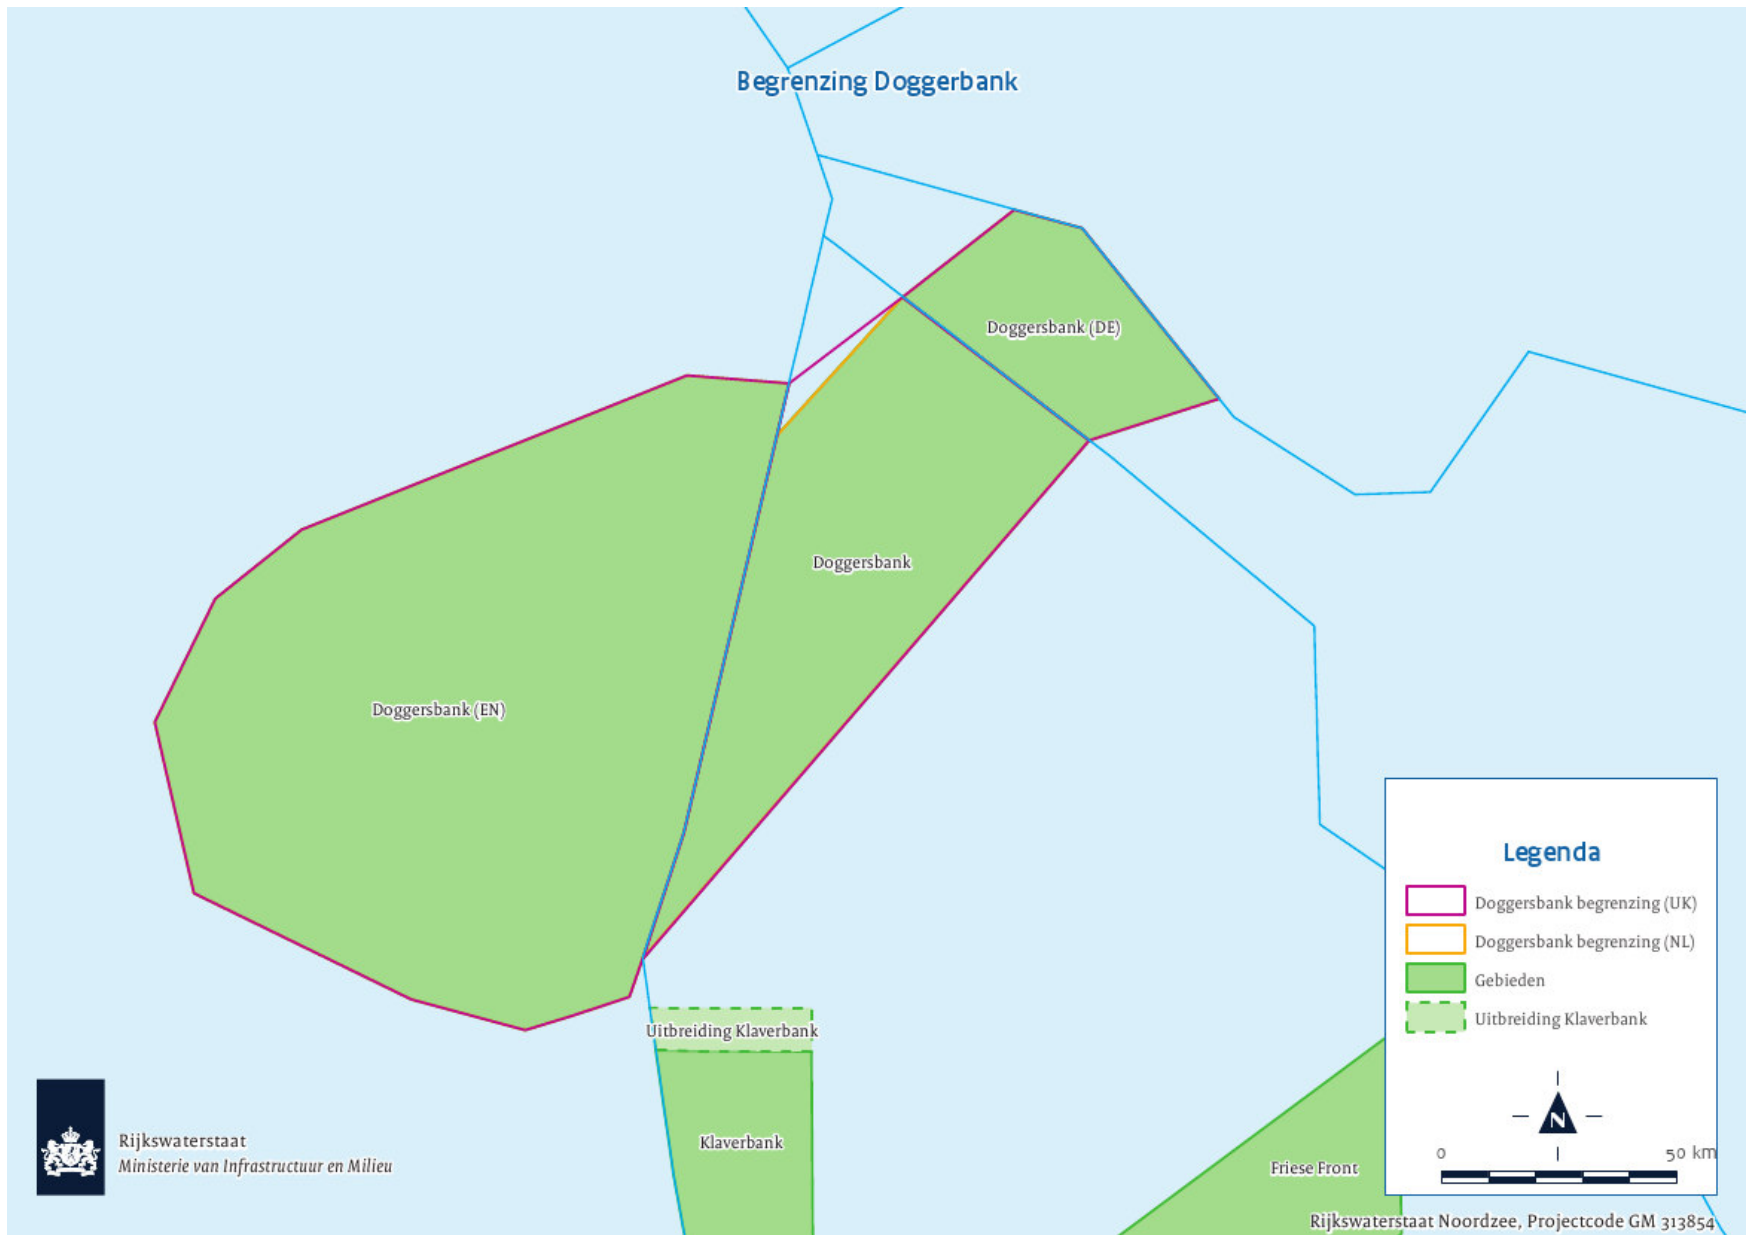 Begrenzing Doggerbank
Doggersbank (DE)
Doggersbank
Doggersbank (EN)
Uitbreiding Klaverbank
Klaverbank
Friese Front
Legenda
Doggersbank begrenzing (UK)
Doggersbank begrenzing (NL)
Gebieden
Uitbreiding Klaverbank
N
0 50 km
Rijkswaterstaat
Ministerie van Infrastructuur en Milieu
Rijkswaterstaat Noordzee, Projectcode GM 313854